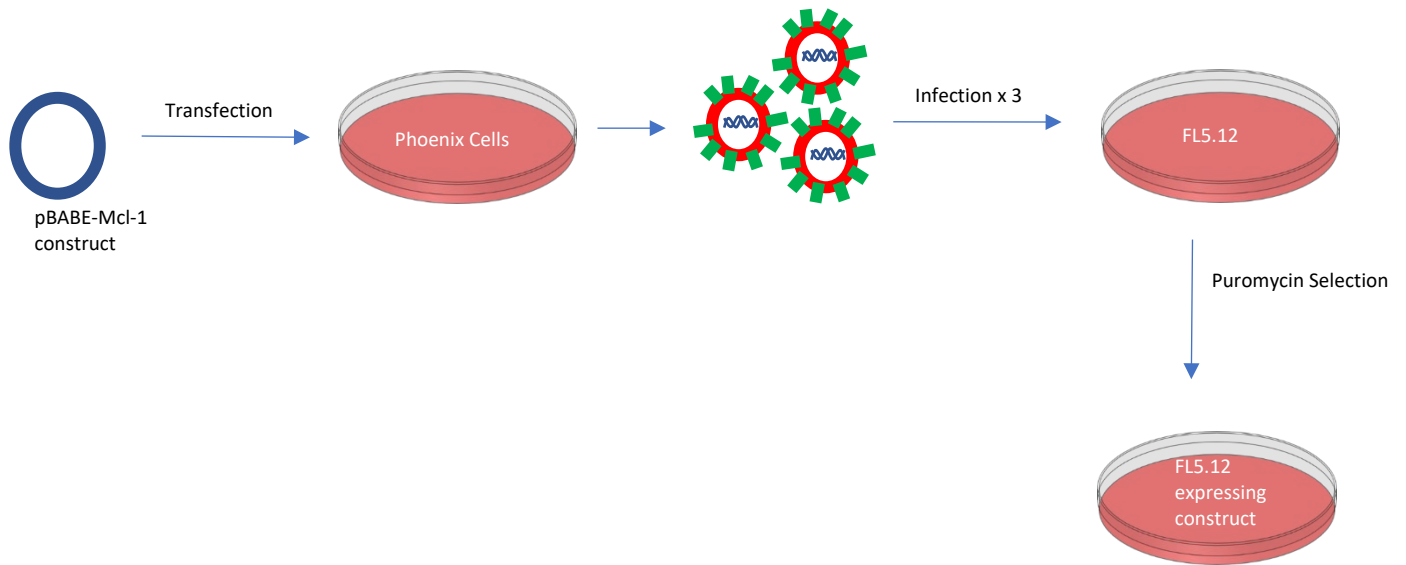 Transfection
Phoenix Cells
Infection x 3
FL5.12
pBABE-Mcl-1
construct
Puromycin Selection
FL5.12
expressing
construct